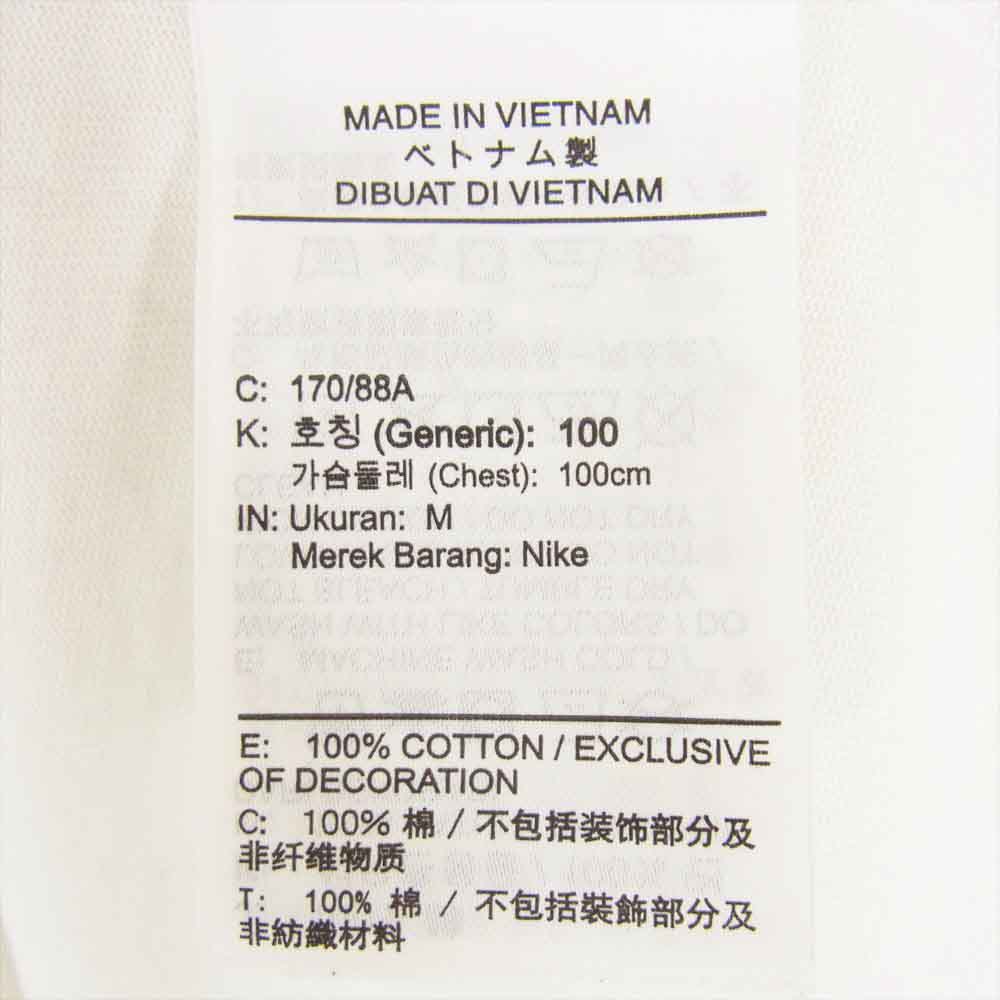 MADE IN VIETNAM
ベトナム製
DIBUAT DI VIETNAM
C: 170/88A
K: 호칭 (Generic): 100
가슴둘레 (Chest): 100cm
IN: Ukuran: M
Merek Barang: Nike
E: 100% COTTON / EXCLUSIVE
OF DECORATION
C: 100% 棉 / 不包括装饰部分及
非纤维物质
T: 100% 棉 / 不包括裝飾部分及
非紡織材料